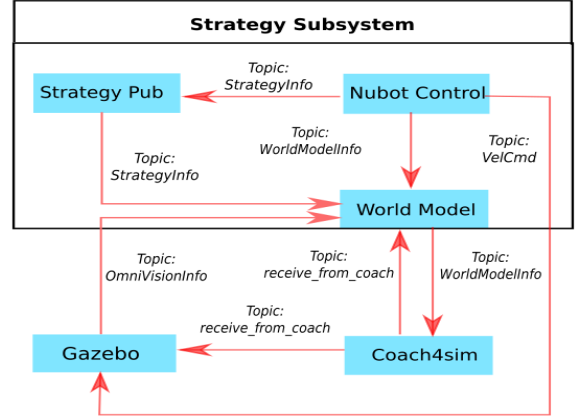 Strategy Subsystem
Topic:
StrategyInfo
Strategy Pub
Nubot Control
Topic:
WorldModelInfo
Topic:
VelCmd
Topic:
StrategyInfo
World Model
Topic:
OmniVisionInfo
Topic:
receive_from_coach
Topic:
WorldModelInfo
Topic:
receive_from_coach
Gazebo
Coach4sim